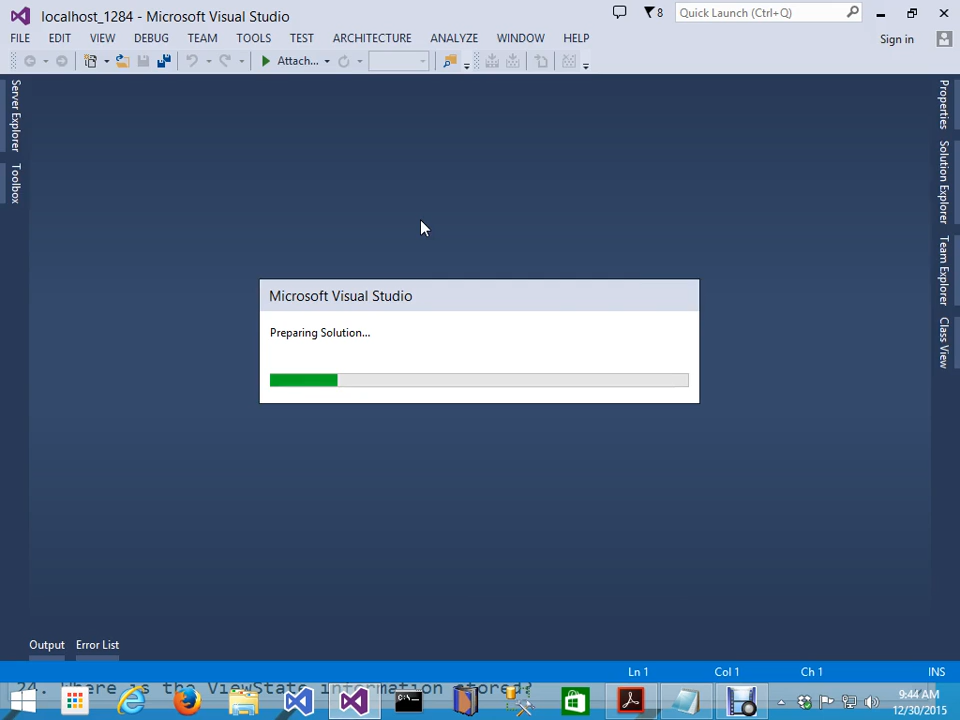 localhost_1284 - Microsoft Visual Studio
8
Quick Launch (Ctrl+Q)
FILE EDIT VIEW DEBUG TEAM TOOLS TEST ARCHITECTURE ANALYZE WINDOW HELP
Sign in
Attach...
Server Explorer
Toolbox
Properties
Solution Explorer
Team Explorer
Class View
Microsoft Visual Studio
Preparing Solution...
Output Error List
Ln 1 Col 1 Ch 1 INS
24. Where is the ViewState information stored?
9:44 AM
12/30/2015